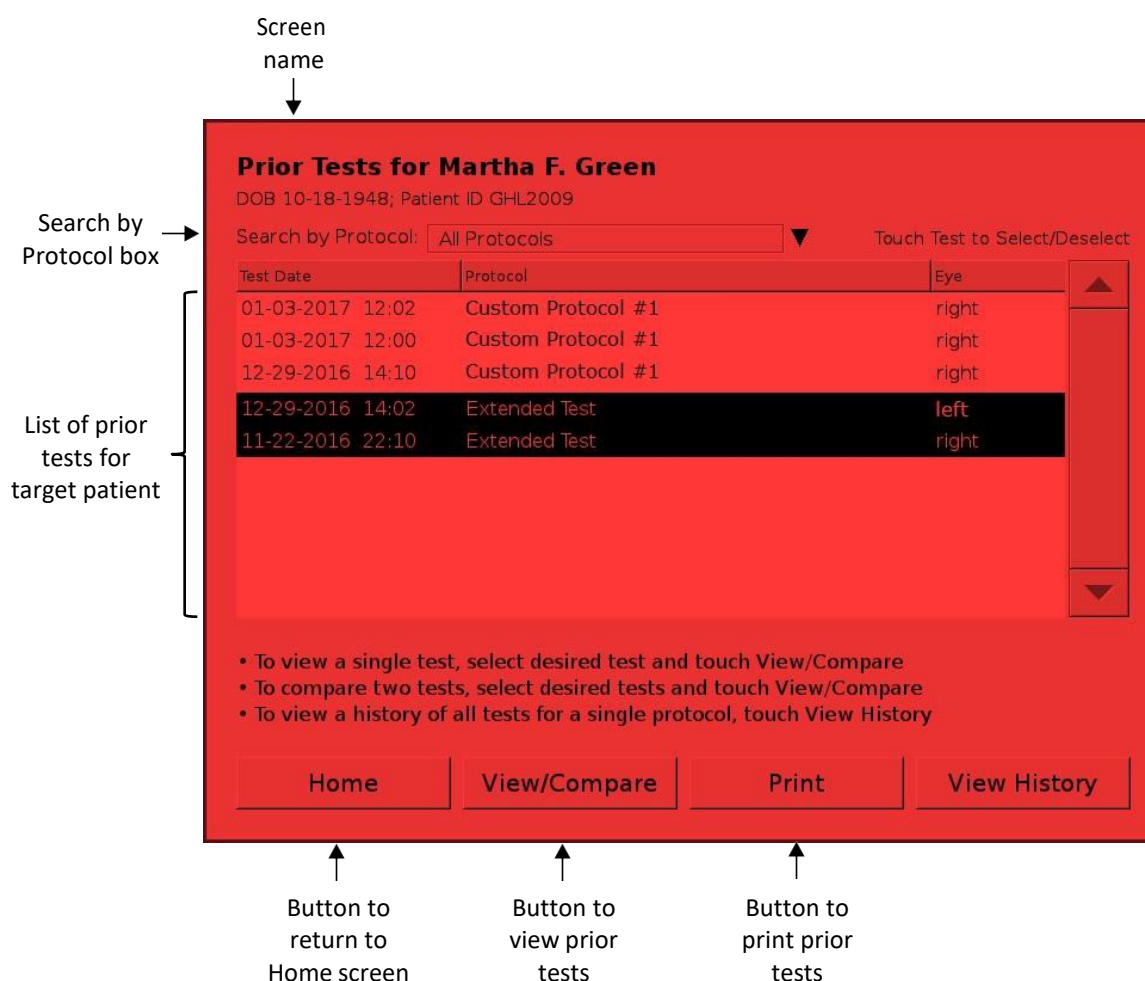 Screen
name
Prior Tests for Martha F. Green
DOB 10-18-1948; Patient ID GHL2009
Search by
Protocol box
Search by Protocol: All Protocols ▼ Touch Test to Select/Deselect
Test Date Protocol Eye
01-03-2017 12:02 Custom Protocol #1 right
01-03-2017 12:00 Custom Protocol #1 right
12-29-2016 14:10 Custom Protocol #1 right
12-29-2016 14:02 Extended Test left
11-22-2016 22:10 Extended Test right
List of prior
tests for
target patient
• To view a single test, select desired test and touch View/Compare
• To compare two tests, select desired tests and touch View/Compare
• To view a history of all tests for a single protocol, touch View History
Home View/Compare Print View History
Button to
return to
Home screen
Button to
view prior
tests
Button to
print prior
tests